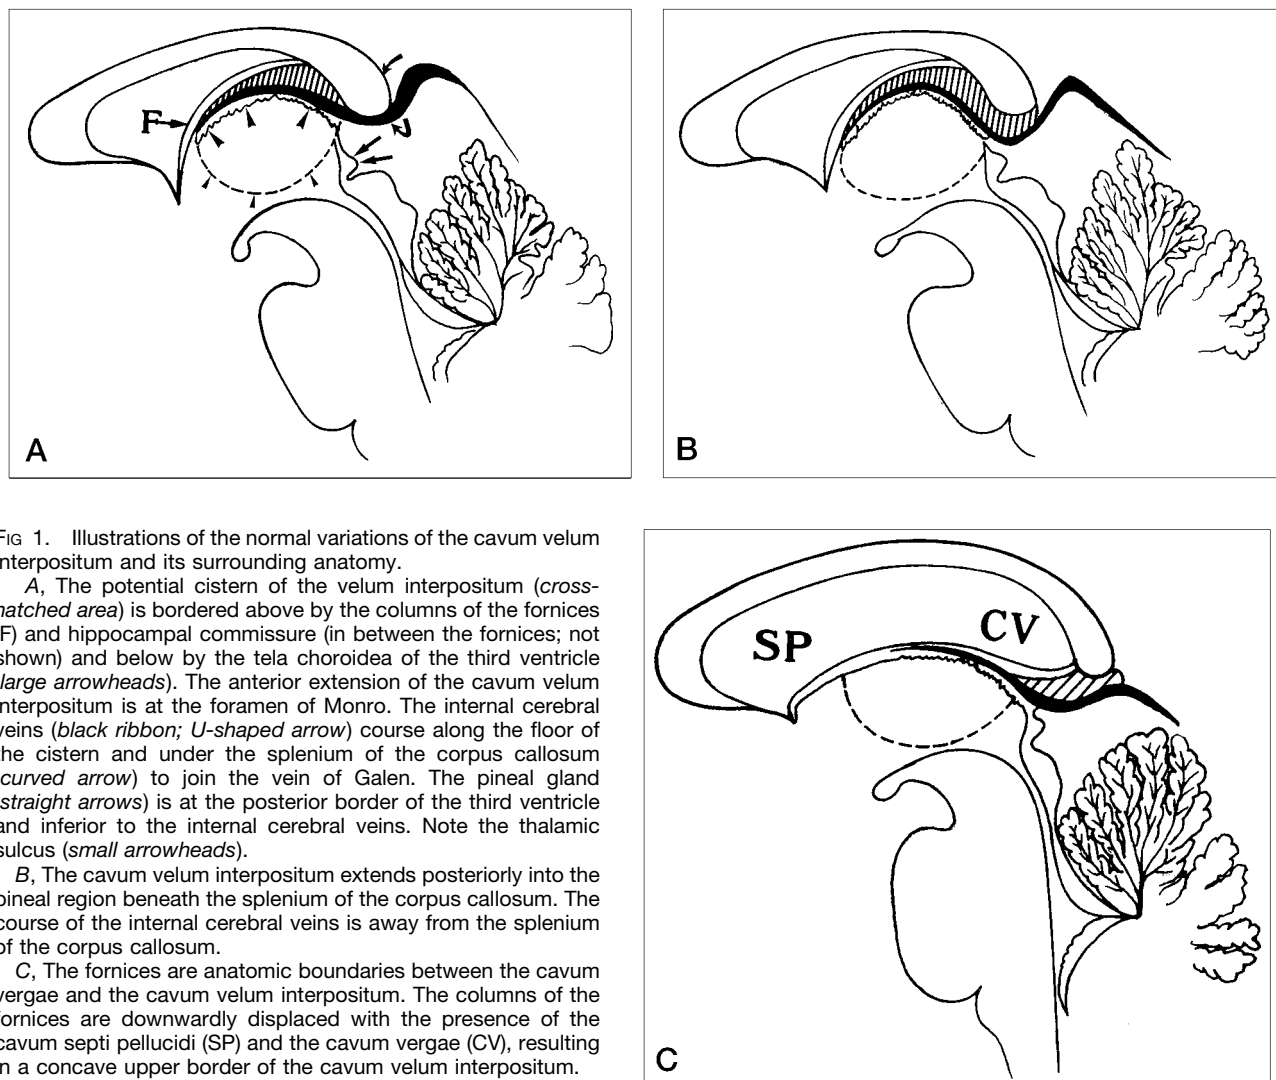 F
A
B
FIG 1. Illustrations of the normal variations of the cavum velum
nterpositum and its surrounding anatomy.
A, The potential cistern of the velum interpositum (cross-
hatched area) is bordered above by the columns of the fornices
F) and hippocampal commissure (in between the fornices; not
shown) and below by the tela choroidea of the third ventricle
large arrowheads). The anterior extension of the cavum velum
nterpositum is at the foramen of Monro. The internal cerebral
veins (black ribbon; U-shaped arrow) course along the floor of
the cistern and under the splenium of the corpus callosum
curved arrow) to join the vein of Galen. The pineal gland
straight arrows) is at the posterior border of the third ventricle
and inferior to the internal cerebral veins. Note the thalamic
sulcus (small arrowheads).
B, The cavum velum interpositum extends posteriorly into the
pineal region beneath the splenium of the corpus callosum. The
course of the internal cerebral veins is away from the splenium
of the corpus callosum.
C, The fornices are anatomic boundaries between the cavum
vergae and the cavum velum interpositum. The columns of the
fornices are downwardly displaced with the presence of the
cavum septi pellucidi (SP) and the cavum vergae (CV), resulting
n a concave upper border of the cavum velum interpositum.
SP
CV
C